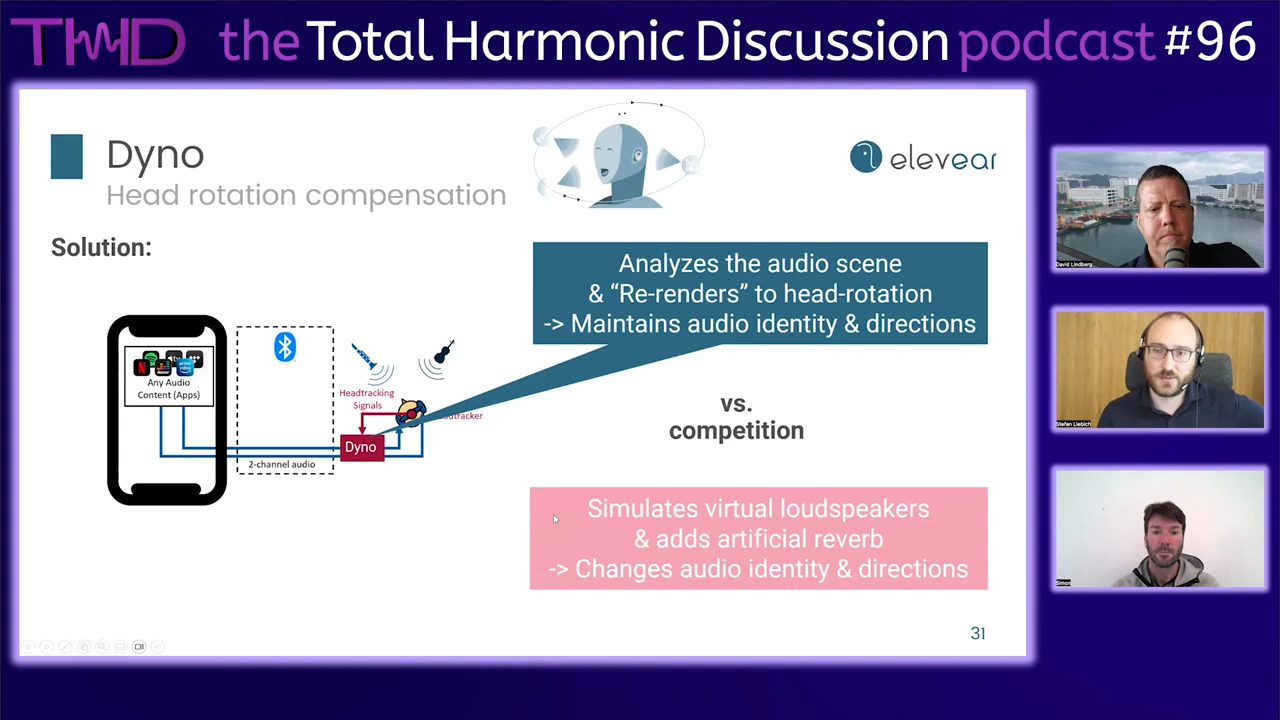 THD the Total Harmonic Discussion podcast #96
Dyno
Head rotation compensation
elevear
Solution:
Analyzes the audio scene
& “Re-renders” to head-rotation
-> Maintains audio identity & directions
Any Audio
Content (Apps)
Headtracking
Signals
Dyno
2-channel audio
vs.
competition
Simulates virtual loudspeakers
& adds artificial reverb
-> Changes audio identity & directions
31
David Lindberg
Stefan Liebich
Simon